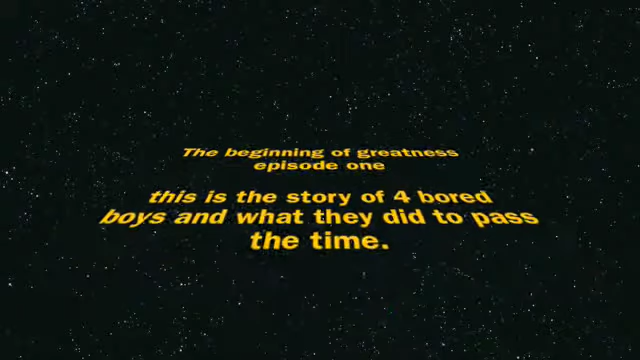 The beginning of greatness
episode one
this is the story of 4 bored
boys and what they did to pass
the time.